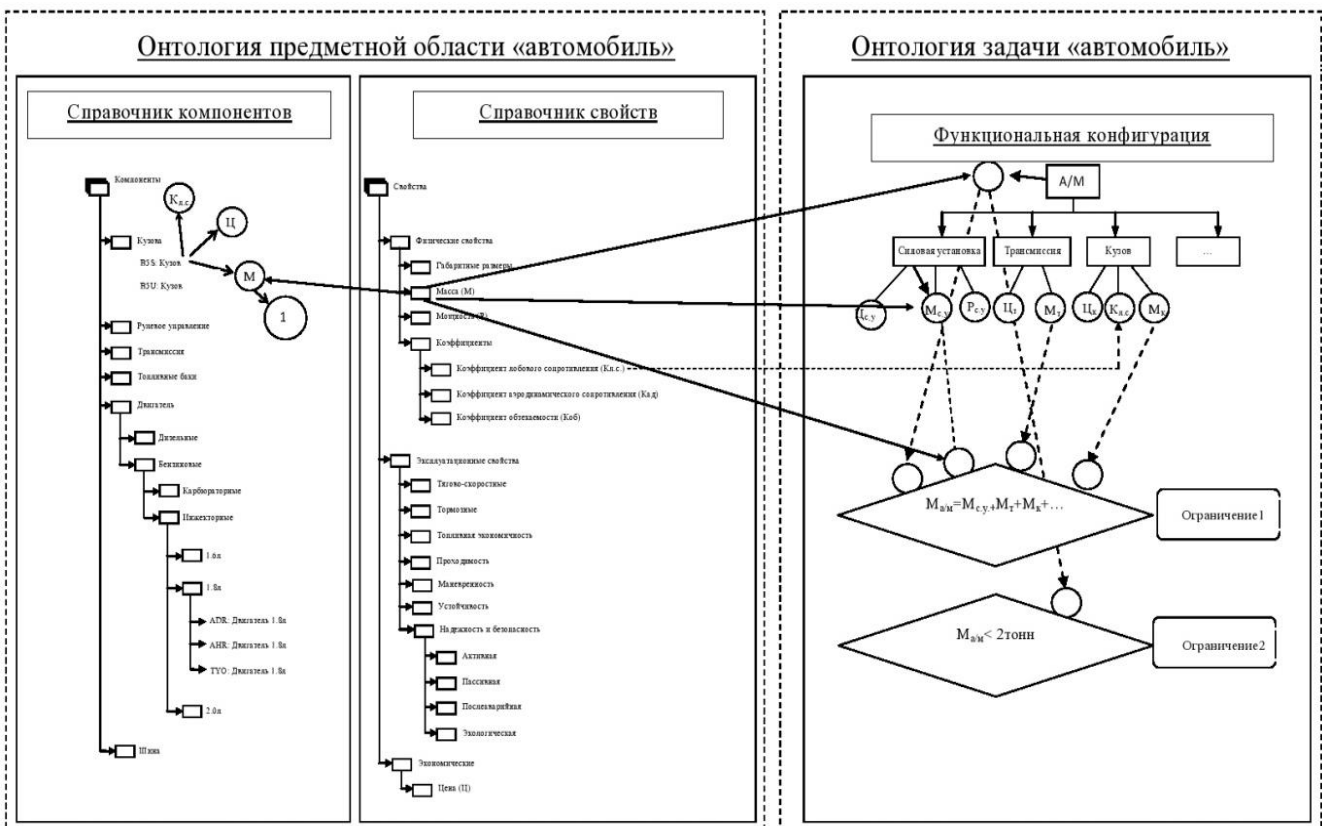 Онтология предметной области «автомобиль»
Справочник компонентов
Компоненты
Кл.с.
Ц
Кузова
B5S: Кузов
М
B5U: Кузов
1
Рулевое управление
Трансмиссия
Топливные баки
Двигатель
Дизельные
Бензиновые
Карбюраторные
Инжекторные
1.6л
1.8л
ADR: Двигатель 1.8л
AHR: Двигатель 1.8л
TYO: Двигатель 1.8л
2.0л
Шина
Справочник свойств
Свойства
Физические свойства
Габаритные размеры
Масса (М)
Мощность (Р)
Коэффициенты
Коэффициент лобового сопротивления (Кл.с.)
Коэффициент аэродинамического сопротивления (Кад)
Коэффициент обтекаемости (Коб)
Эксплуатационные свойства
Тягово-скоростные
Тормозные
Топливная экономичность
Проходимость
Маневренность
Устойчивость
Надежность и безопасность
Активная
Пассивная
Послеаварийная
Экологическая
Экономические
Цена (Ц)
Онтология задачи «автомобиль»
Функциональная конфигурация
А/М
Силовая установка
Трансмиссия
Кузов
...
Цс.у
Мс.у
Рс.у
Цт
Мт
Цк
Кл.с
Мк
Ма/м=Мс.у.+Мт+Мк+…
Ограничение1
Ма/м< 2тонн
Ограничение2